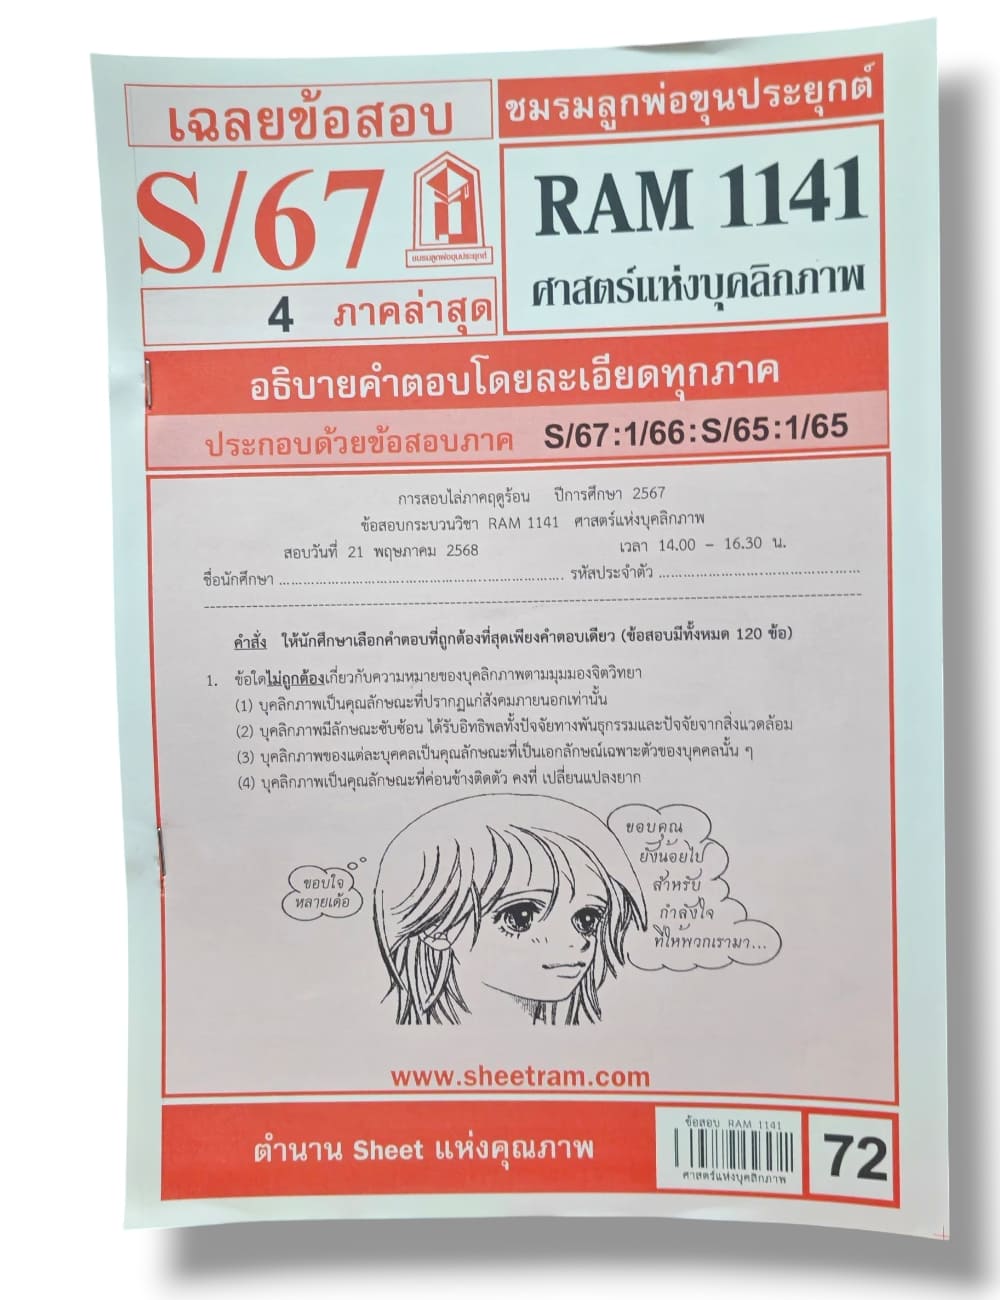 เฉลยข้อสอบ
S/67
ชมรมลูกพ่อขุนประยุกต์
4 ภาคล่าสุด
ชมรมลูกพ่อขุนประยุกต์
RAM 1141
ศาสตร์แห่งบุคลิกภาพ
อธิบายคำตอบโดยละเอียดทุกภาค
ประกอบด้วยข้อสอบภาค S/67:1/66:S/65:1/65
การสอบไล่ภาคฤดูร้อน ปีการศึกษา 2567
ข้อสอบกระบวนวิชา RAM 1141 ศาสตร์แห่งบุคลิกภาพ
สอบวันที่ 21 พฤษภาคม 2568 เวลา 14.00 – 16.30 น.
ชื่อนักศึกษา ........................................................ รหัสประจำตัว ........................................
คำสั่ง ให้นักศึกษาเลือกคำตอบที่ถูกต้องที่สุดเพียงคำตอบเดียว (ข้อสอบมีทั้งหมด 120 ข้อ)
1. ข้อใดไม่ถูกต้องเกี่ยวกับความหมายของบุคลิกภาพตามมุมมองจิตวิทยา
(1) บุคลิกภาพเป็นคุณลักษณะที่ปรากฏแก่สังคมภายนอกเท่านั้น
(2) บุคลิกภาพมีลักษณะซับซ้อน ได้รับอิทธิพลทั้งปัจจัยทางพันธุกรรมและปัจจัยจากสิ่งแวดล้อม
(3) บุคลิกภาพของแต่ละบุคคลเป็นคุณลักษณะที่เป็นเอกลักษณ์เฉพาะตัวของบุคคลนั้น ๆ
(4) บุคลิกภาพเป็นคุณลักษณะที่ค่อนข้างติดตัว คงที่ เปลี่ยนแปลงยาก
ขอบใจ
หลายเด้อ
ขอบคุณ
ยังน้อยไป
สำหรับ
กำลังใจ
ที่ให้พวกเรามา...
www.sheetram.com
ตำนาน Sheet แห่งคุณภาพ
ข้อสอบ RAM 1141
ศาสตร์แห่งบุคลิกภาพ
72